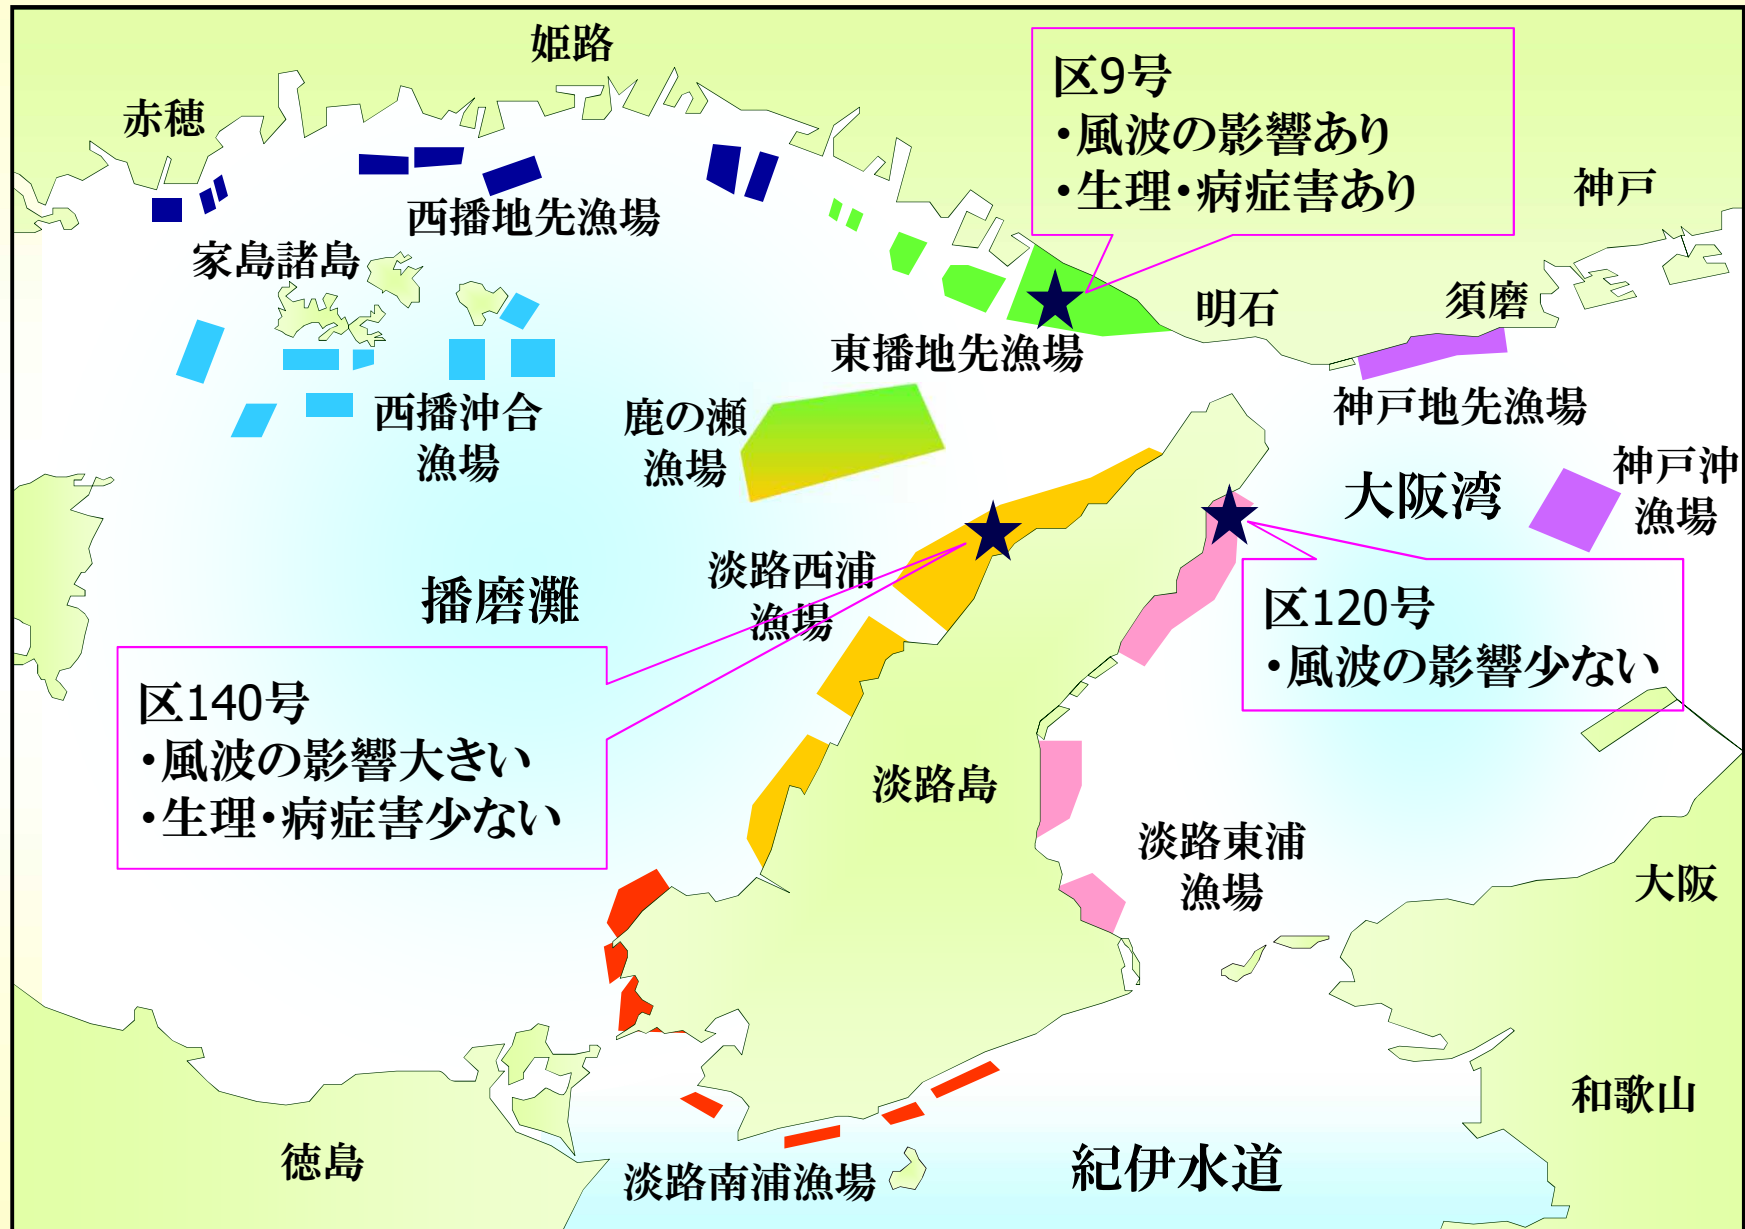 姫路
赤穂
区9号
・風波の影響あり
・生理・病症害あり
神戸
西播地先漁場
家島諸島
明石
須磨
東播地先漁場
西播沖合
漁場
鹿の瀬
漁場
神戸地先漁場
神戸沖
漁場
大阪湾
淡路西浦
漁場
播磨灘
区120号
・風波の影響少ない
区140号
・風波の影響大きい
・生理・病症害少ない
淡路島
淡路東浦
漁場
大阪
和歌山
徳島
淡路南浦漁場
紀伊水道